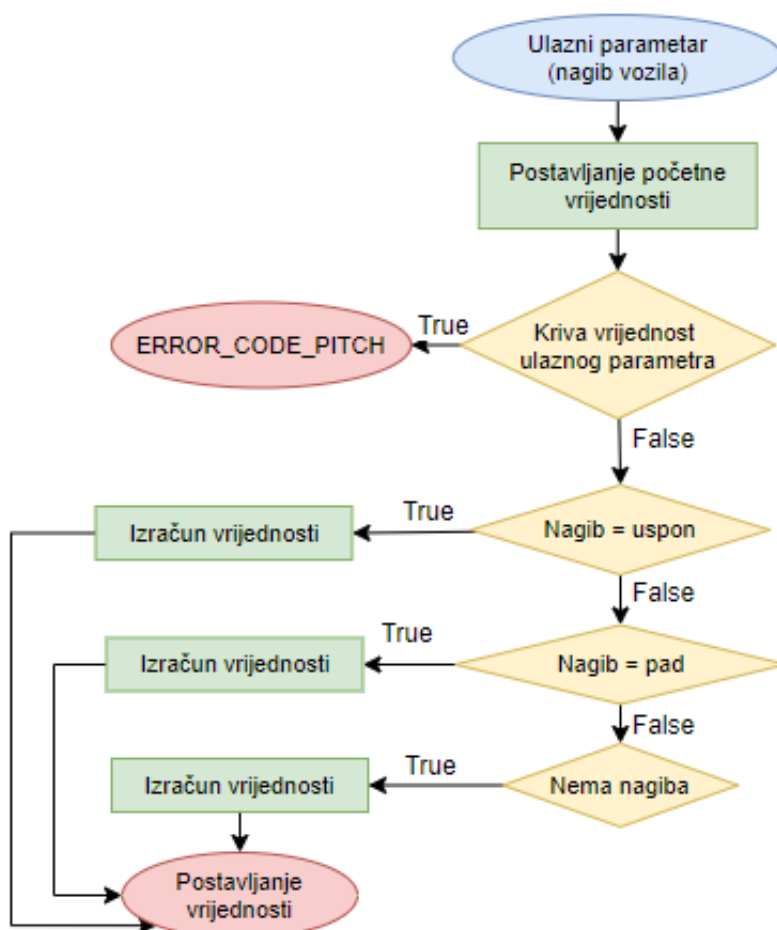 Ulazni parametar
(nagib vozila)
Postavljanje početne
vrijednosti
True
ERROR_CODE_PITCH
Kriva vrijednost
ulaznog parametra
False
True
Izračun vrijednosti
Nagib = uspon
False
True
Izračun vrijednosti
Nagib = pad
False
True
Izračun vrijednosti
Nema nagiba
Postavljanje
vrijednosti